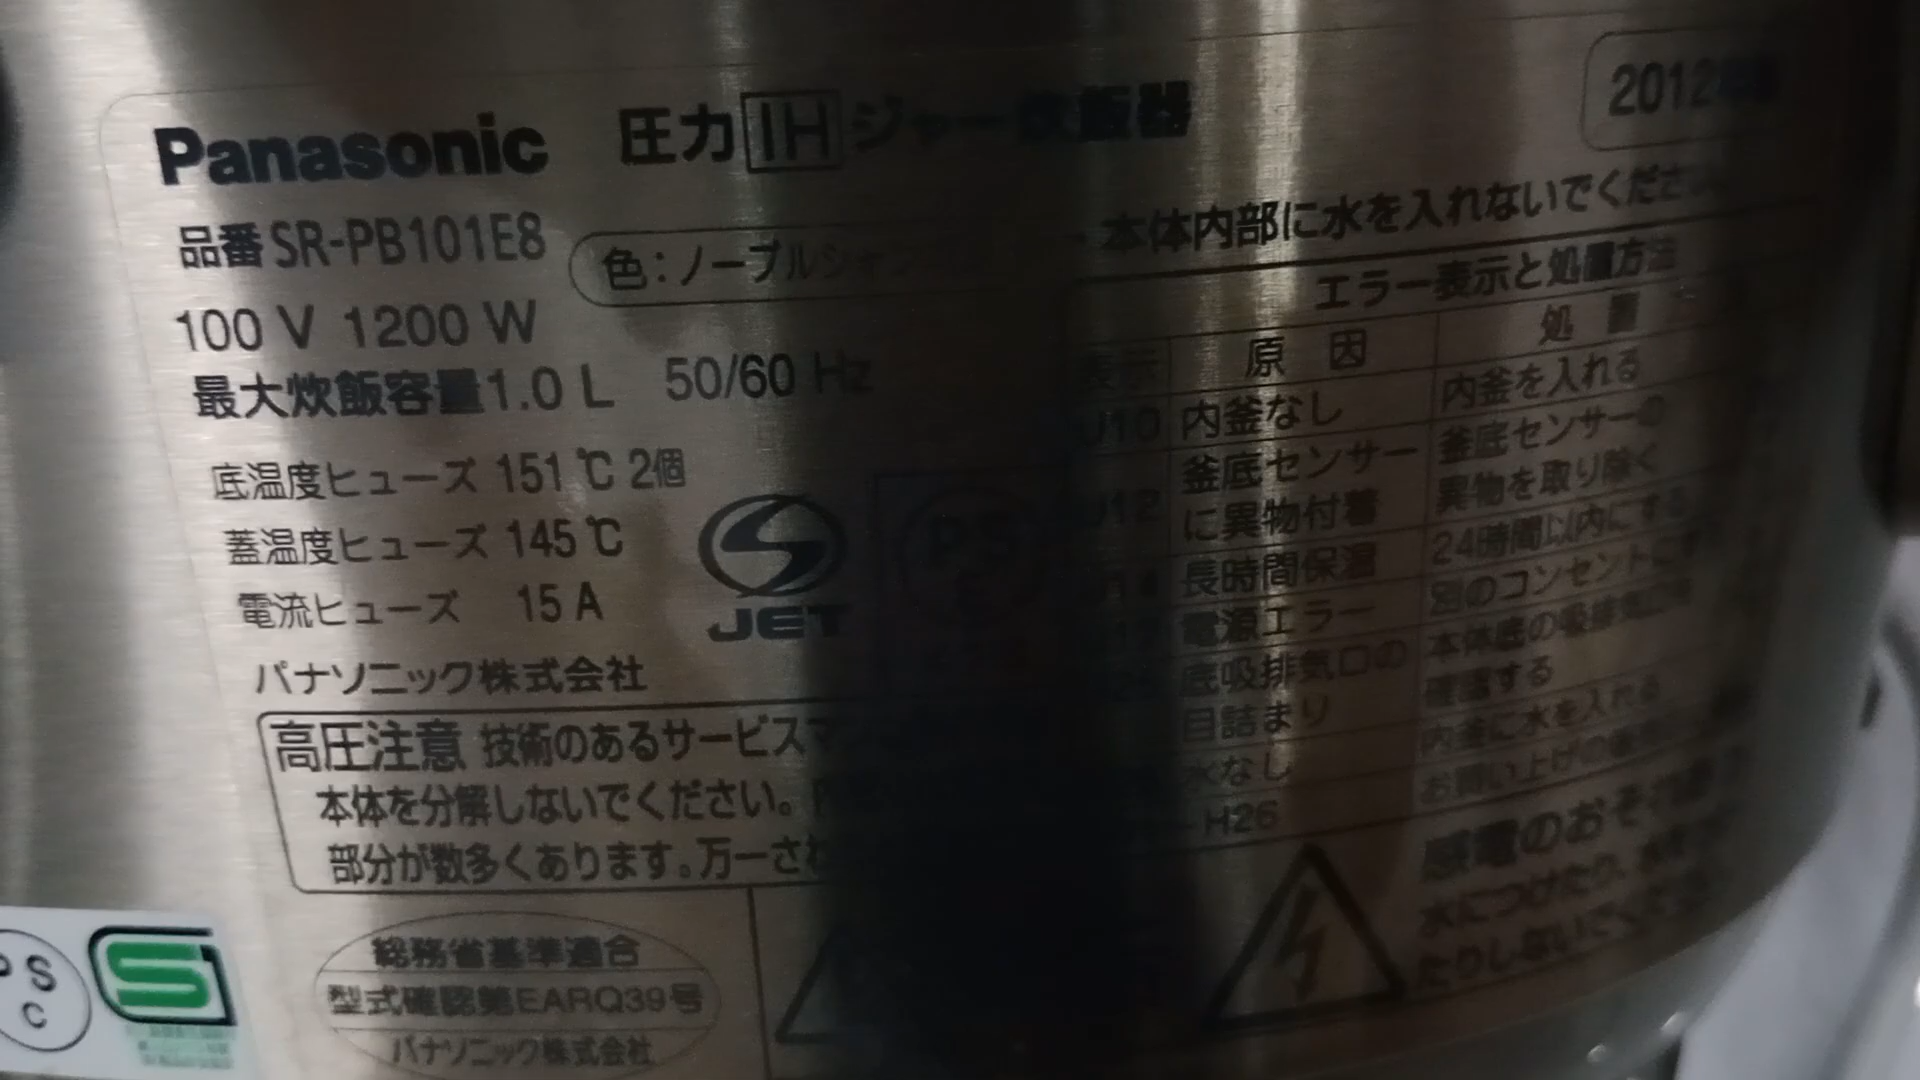 Panasonic 圧力IHジャー炊飯器
2012
品番 SR-PB101E8
色:ノーブルシャ
100 V 1200 W
最大炊飯容量1.0 L 50/60 Hz
底温度ヒューズ 151℃ 2個
蓋温度ヒューズ 145℃
電流ヒューズ 15 A
JET
PS
パナソニック株式会社
高圧注意 技術のあるサービスマ
本体を分解しないでください。
部分が数多くあります。万一さわ
総務省基準適合
型式確認第EARQ39号
パナソニック株式会社
PS
C
S
本体内部に水を入れないでください
エラー表示と処置方法
表示 原因 処置
U10 内釜なし 内釜を入れる
U12 釜底センサー 釜底センサーの
に異物付着 異物を取り除く
長時間保温 24時間以内にする
電源エラー 別のコンセントに
底吸排気口の 本体底の吸排気口を
目詰まり 確認する
水なし 内釜に水を入れる
H26 お買い上げの
感電のおそれ
水につけたり、
たりしないでください